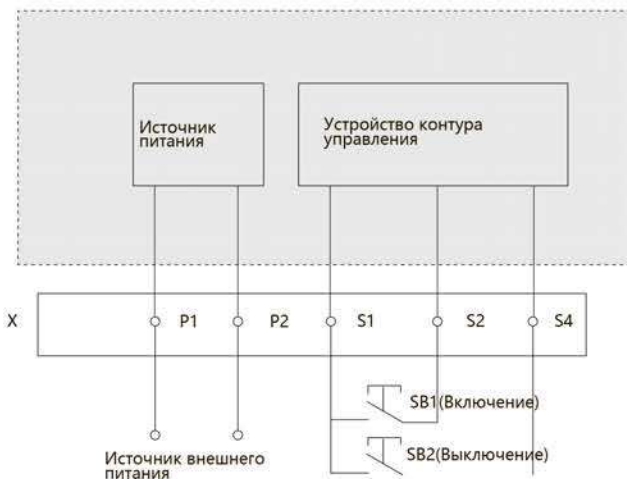 Источник
питания
Устройство контура
управления
X
P1
P2
S1
S2
S4
SB1(Включение)
SB2(Выключение)
Источник внешнего
питания